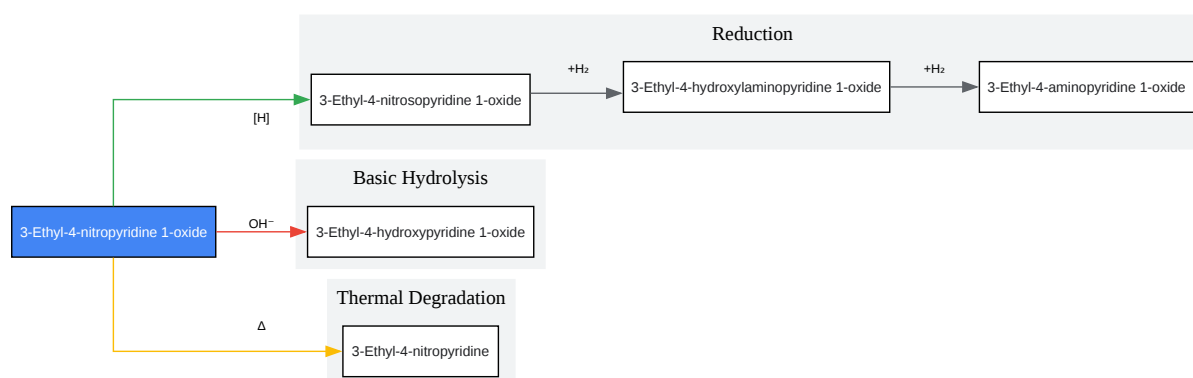 Reduction
3-Ethyl-4-nitrosopyridine 1-oxide
+H₂
3-Ethyl-4-hydroxylaminopyridine 1-oxide
+H₂
3-Ethyl-4-aminopyridine 1-oxide
[H]
Basic Hydrolysis
3-Ethyl-4-nitropyridine 1-oxide
OH⁻
3-Ethyl-4-hydroxypyridine 1-oxide
Thermal Degradation
Δ
3-Ethyl-4-nitropyridine